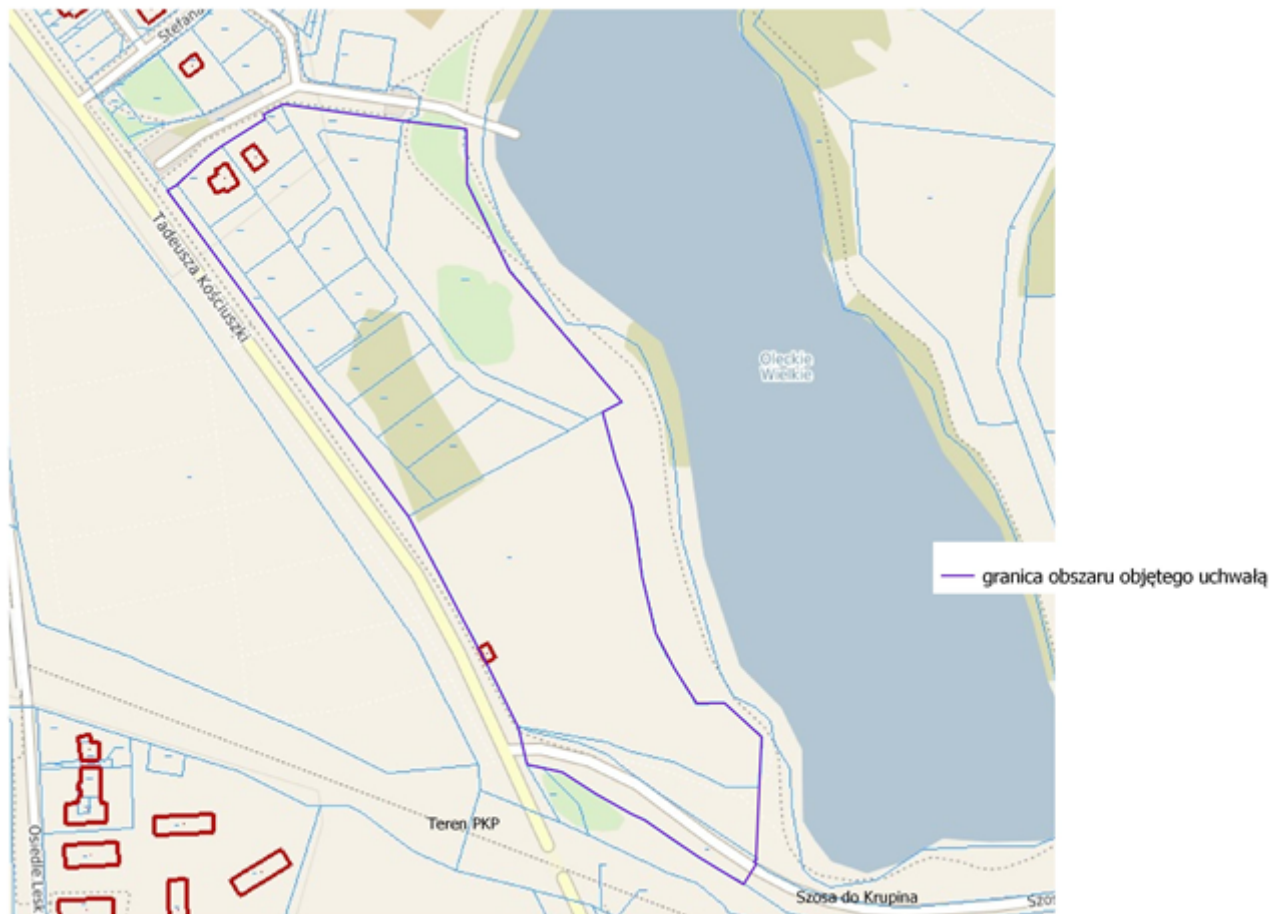 Stefana
Tadeusza Kościuszki
Oleckie
Wielkie
granica obszaru objętego uchwałą
Teren PKP
Osiedle Lesk
Szosa do Krupina
Szos